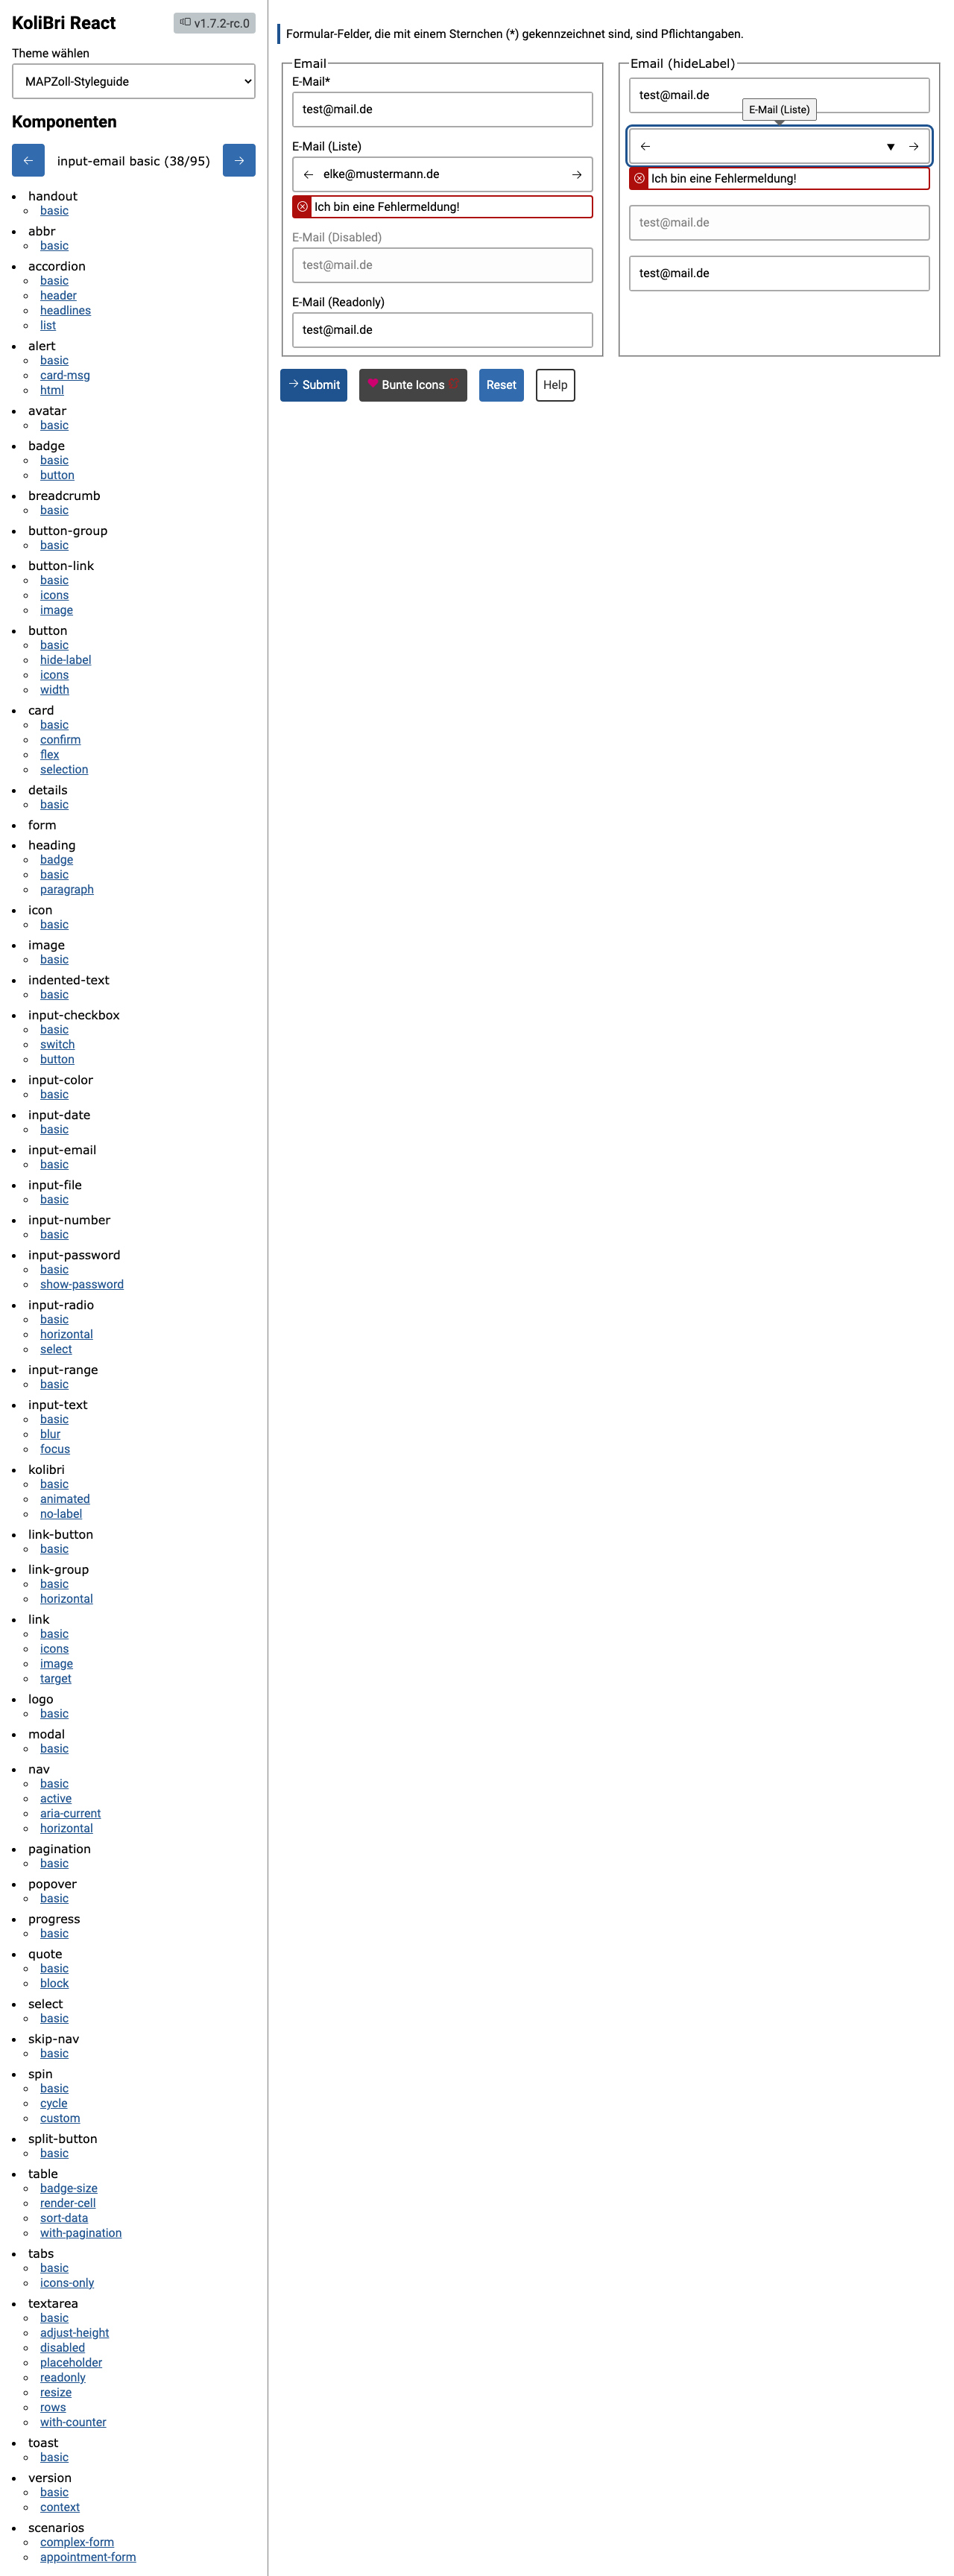 KoliBri React
v1.7.2-rc.0
Theme wählen
MAPZoll-Styleguide
Komponenten
← input-email basic (38/95) →
handout
basic
abbr
basic
accordion
basic
header
headlines
list
alert
basic
card-msg
html
avatar
basic
badge
basic
button
breadcrumb
basic
button-group
basic
button-link
basic
icons
image
button
basic
hide-label
icons
width
card
basic
confirm
flex
selection
details
basic
form
heading
badge
basic
paragraph
icon
basic
image
basic
indented-text
basic
input-checkbox
basic
switch
button
input-color
basic
input-date
basic
input-email
basic
input-file
basic
input-number
basic
input-password
basic
show-password
input-radio
basic
horizontal
select
input-range
basic
input-text
basic
blur
focus
kolibri
basic
animated
no-label
link-button
basic
link-group
basic
horizontal
link
basic
icons
image
target
logo
basic
modal
basic
nav
basic
active
aria-current
horizontal
pagination
basic
popover
basic
progress
basic
quote
basic
block
select
basic
skip-nav
basic
spin
basic
cycle
custom
split-button
basic
table
badge-size
render-cell
sort-data
with-pagination
tabs
basic
icons-only
textarea
basic
adjust-height
disabled
placeholder
readonly
resize
rows
with-counter
toast
basic
version
basic
context
scenarios
complex-form
appointment-form
Formular-Felder, die mit einem Sternchen (*) gekennzeichnet sind, sind Pflichtangaben.
Email
E-Mail*
test@mail.de
E-Mail (Liste)
← elke@mustermann.de →
Ich bin eine Fehlermeldung!
E-Mail (Disabled)
test@mail.de
E-Mail (Readonly)
test@mail.de
Email (hideLabel)
test@mail.de
E-Mail (Liste)
← ▼ →
Ich bin eine Fehlermeldung!
test@mail.de
test@mail.de
→ Submit
Bunte Icons
Reset
Help